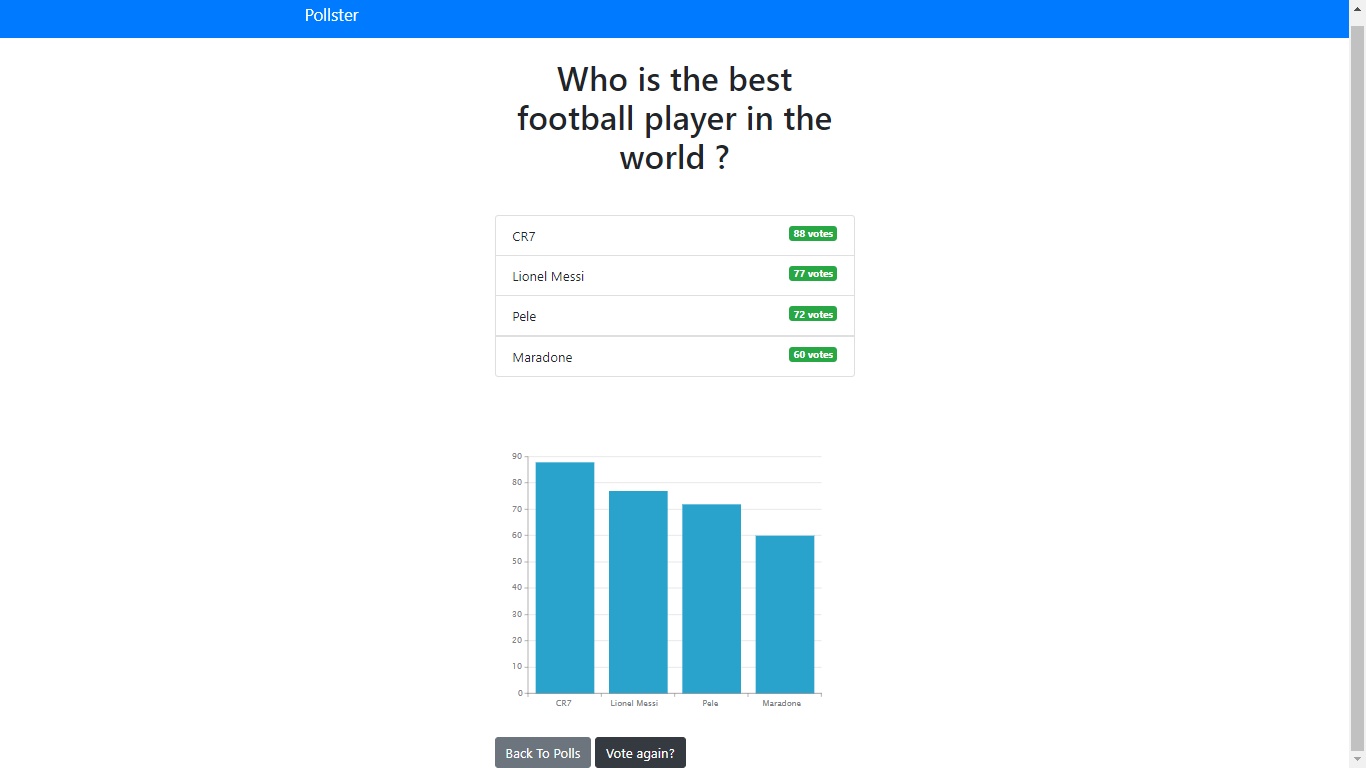 Pollster
Who is the best
football player in the
world ?
CR7 88 votes
Lionel Messi 77 votes
Pele 72 votes
Maradone 60 votes
90
80
70
60
50
40
30
20
10
0
CR7 Lionel Messi Pele Maradone
Back To Polls Vote again?